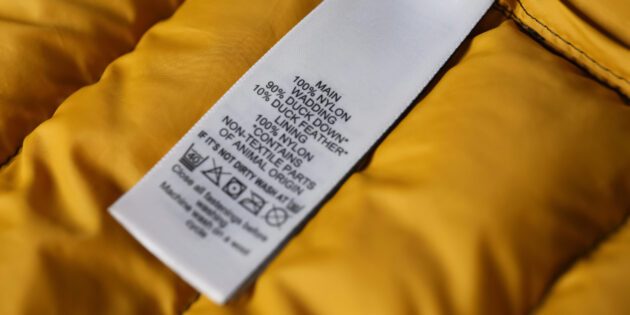 MAIN
100% NYLON
WADDING
90% DUCK DOWN*
10% DUCK FEATHER*
LINING
100% NYLON
*CONTAINS
NON-TEXTILE PARTS
OF ANIMAL ORIGIN
IF IT'S NOT DIRTY WASH AT
40
Close all fastenings before
Machine wash on a wool
cycle